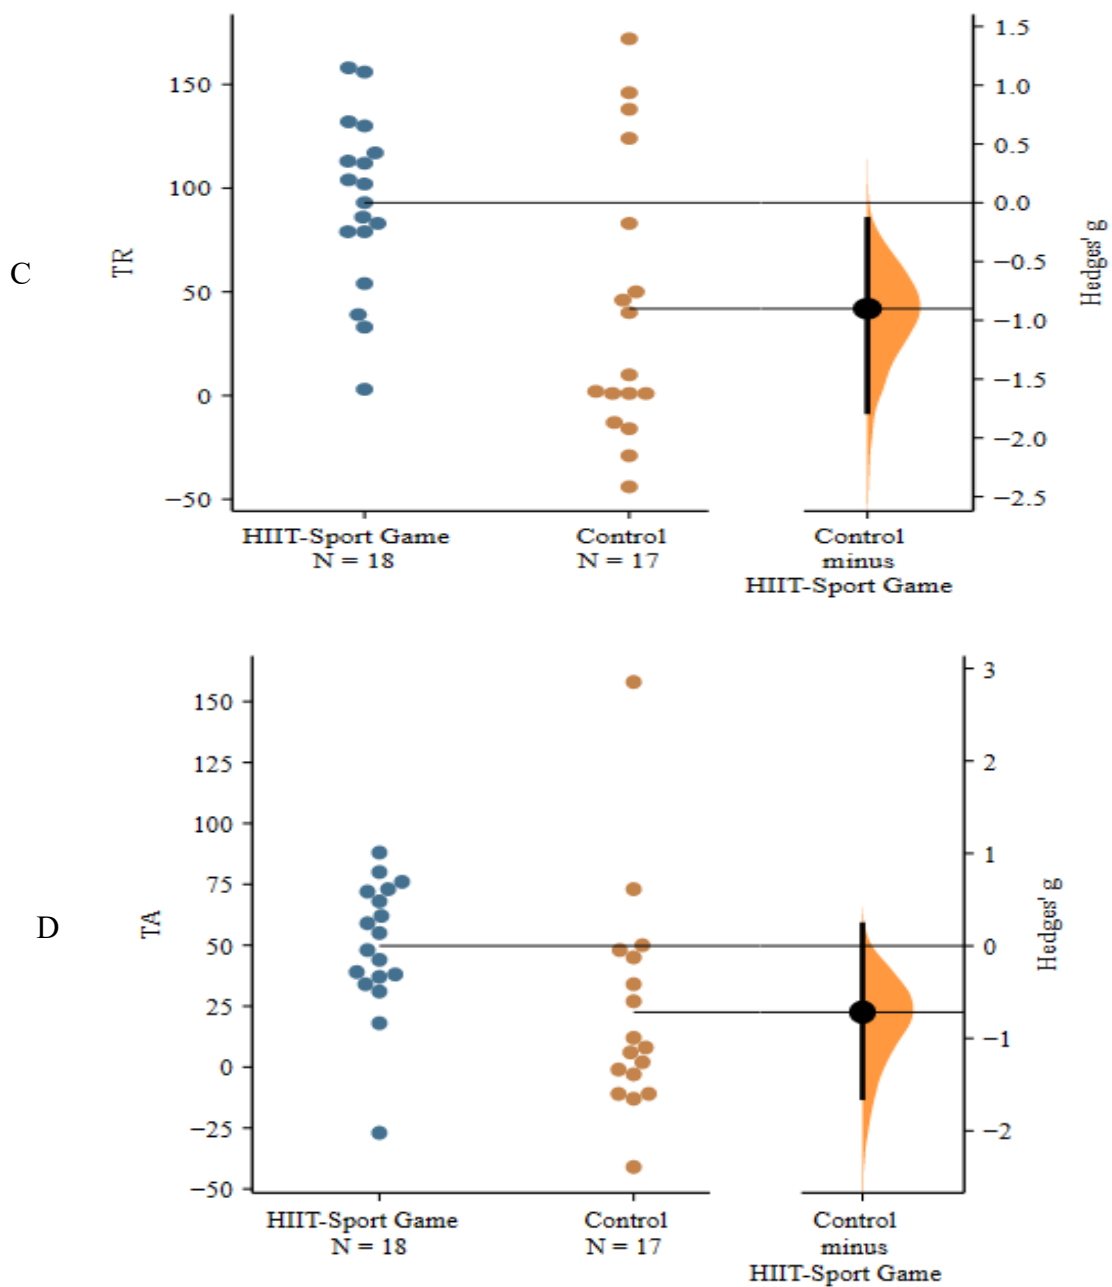 C
TR
150
100
50
0
−50
1.5
1.0
0.5
0.0
−0.5
−1.0
−1.5
−2.0
−2.5
Hedges' g
HIIT-Sport Game
N = 18
Control
N = 17
Control
minus
HIIT-Sport Game
D
TA
150
125
100
75
50
25
0
−25
−50
3
2
1
0
−1
−2
Hedges' g
HIIT-Sport Game
N = 18
Control
N = 17
Control
minus
HIIT-Sport Game